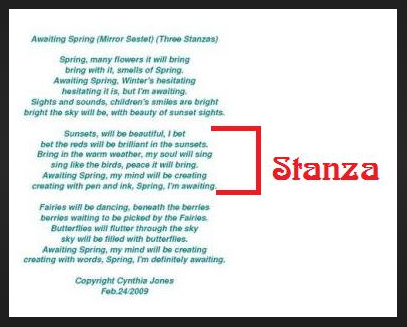 Awaiting Spring (Mirror Sestet) (Three Stanzas)
Spring, many flowers it will bring
bring with it, smells of Spring.
Awaiting Spring, Winter's hesitating
hesitating it is, but I'm awaiting.
Sights and sounds, children's smiles are bright
bright the sky will be, with beauty of sunset sights.
Sunsets, will be beautiful, I bet
bet the reds will be brilliant in the sunsets.
Bring in the warm weather, my soul will sing
sing like the birds, peace it will bring.
Awaiting Spring, my mind will be creating
creating with pen and ink, Spring, I'm awaiting.
Stanza
Fairies will be dancing, beneath the berries
berries waiting to be picked by the Fairies.
Butterflies will flutter through the sky
sky will be filled with butterflies.
Awaiting Spring, my mind will be creating
creating with words, Spring, I'm definitely awaiting.
Copyright Cynthia Jones
Feb.24/2009